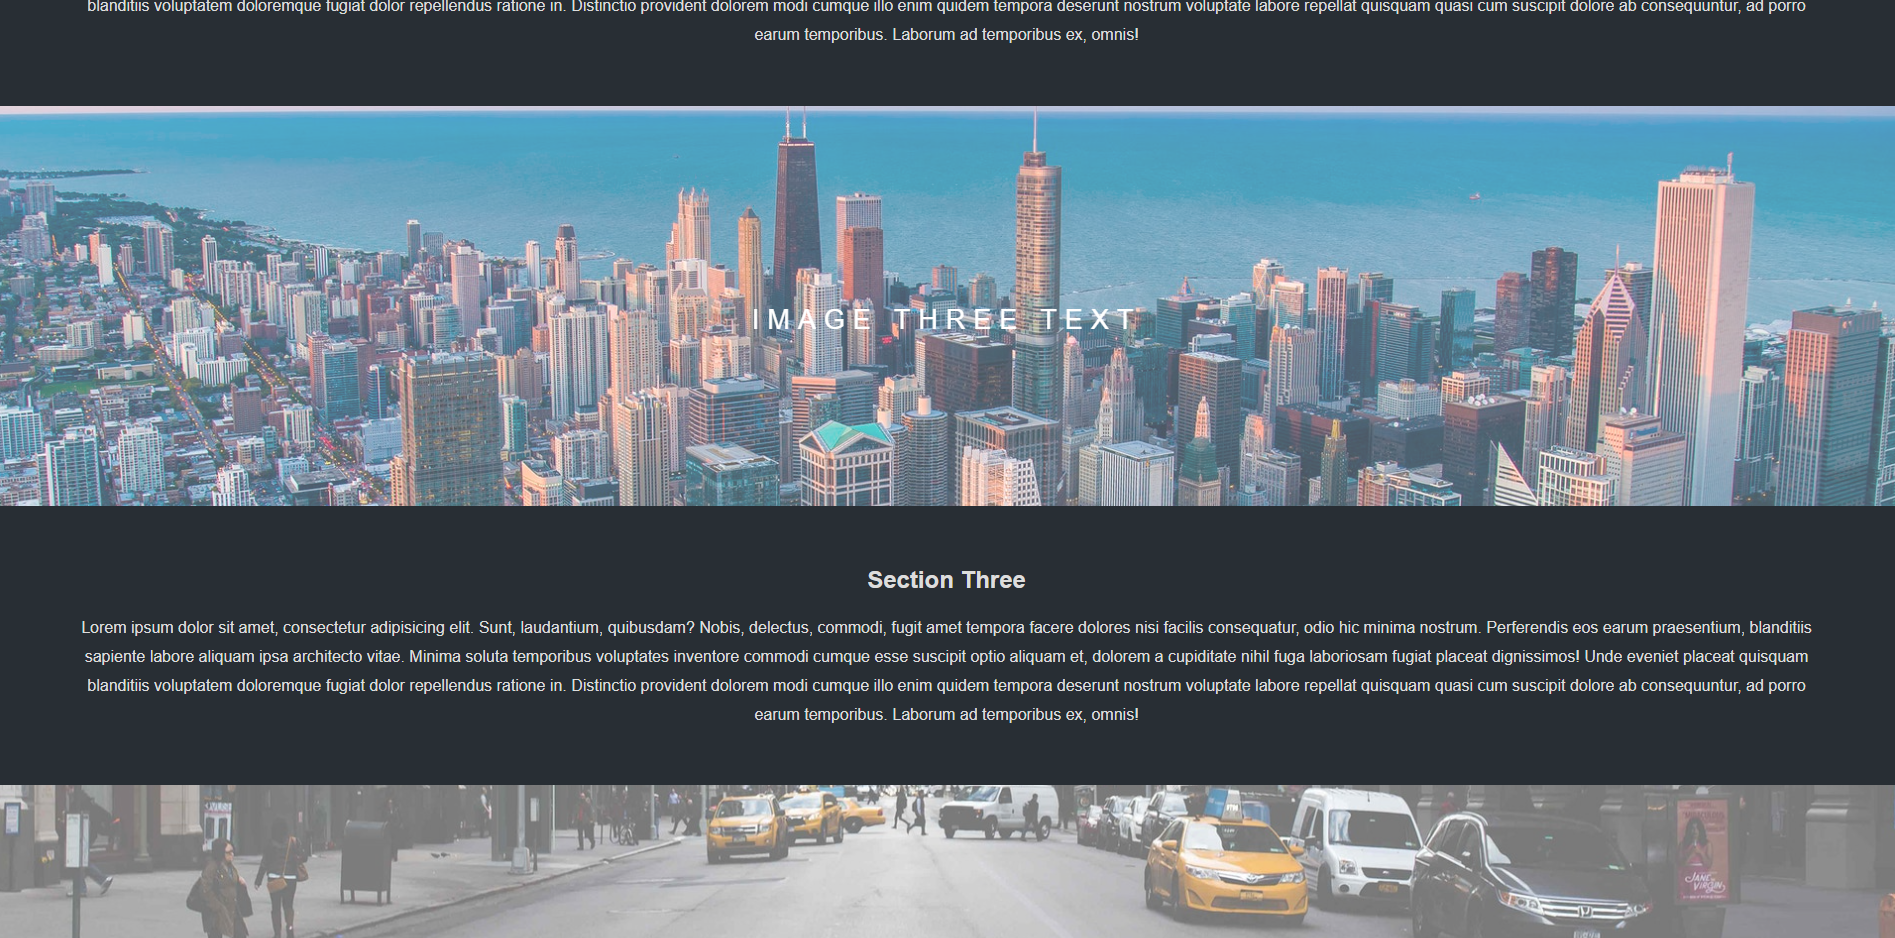 blanditiis voluptatem doloremque fugiat dolor repellendus ratione in. Distinctio provident dolorem modi cumque illo enim quidem tempora deserunt nostrum voluptate labore repellat quisquam quasi cum suscipit dolore ab consequuntur, ad porro
earum temporibus. Laborum ad temporibus ex, omnis!
IMAGE THREE TEXT
Section Three
Lorem ipsum dolor sit amet, consectetur adipisicing elit. Sunt, laudantium, quibusdam? Nobis, delectus, commodi, fugit amet tempora facere dolores nisi facilis consequatur, odio hic minima nostrum. Perferendis eos earum praesentium, blanditiis
sapiente labore aliquam ipsa architecto vitae. Minima soluta temporibus voluptates inventore commodi cumque esse suscipit optio aliquam et, dolorem a cupiditate nihil fuga laboriosam fugiat placeat dignissimos! Unde eveniet placeat quisquam
blanditiis voluptatem doloremque fugiat dolor repellendus ratione in. Distinctio provident dolorem modi cumque illo enim quidem tempora deserunt nostrum voluptate labore repellat quisquam quasi cum suscipit dolore ab consequuntur, ad porro
earum temporibus. Laborum ad temporibus ex, omnis!
JANE
VIRGIN